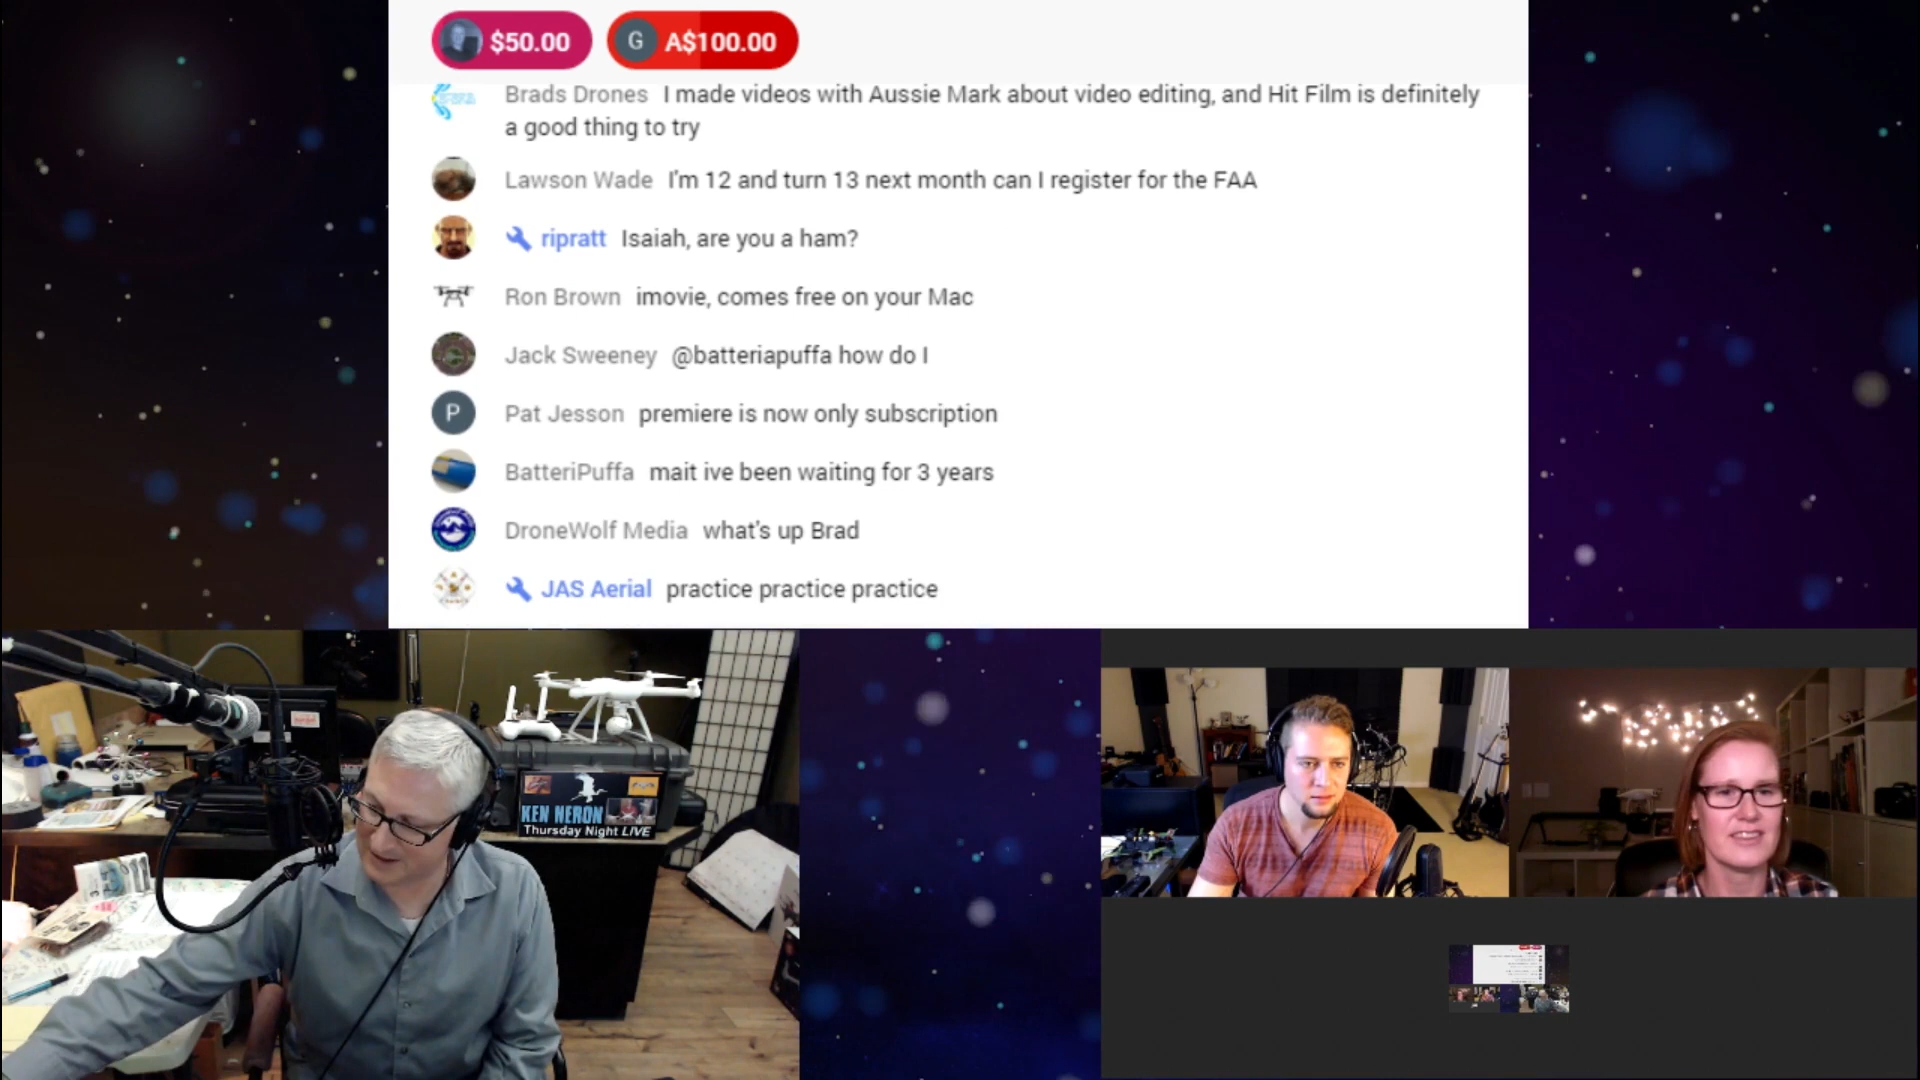 $50.00
G A$100.00
Brads Drones I made videos with Aussie Mark about video editing, and Hit Film is definitely
a good thing to try
Lawson Wade I'm 12 and turn 13 next month can I register for the FAA
ripratt Isaiah, are you a ham?
Ron Brown imovie, comes free on your Mac
Jack Sweeney @batteriapuffa how do I
P Pat Jesson premiere is now only subscription
BatteriPuffa mait ive been waiting for 3 years
DroneWolf Media what's up Brad
JAS Aerial practice practice practice
KEN NERON
Thursday Night LIVE